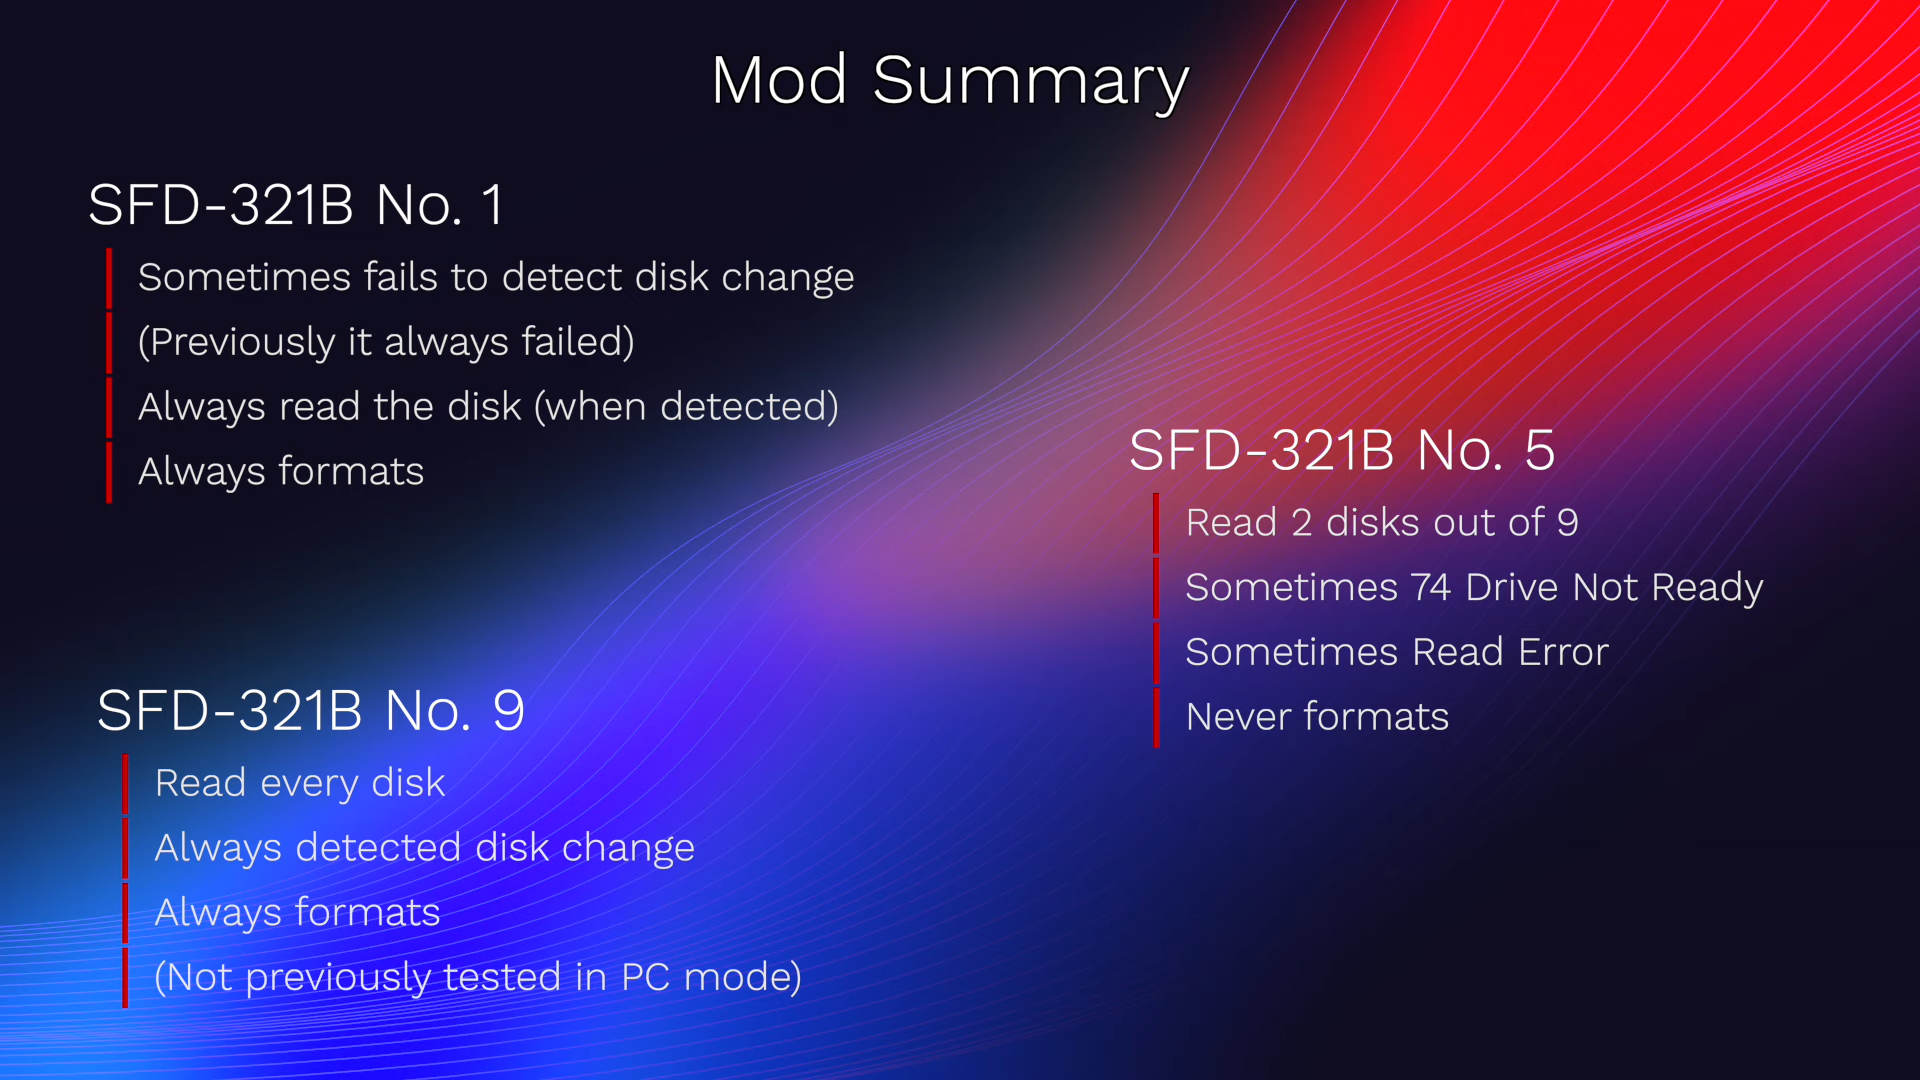 Mod Summary
SFD-321B No. 1
Sometimes fails to detect disk change
(Previously it always failed)
Always read the disk (when detected)
Always formats
SFD-321B No. 5
Read 2 disks out of 9
Sometimes 74 Drive Not Ready
Sometimes Read Error
Never formats
SFD-321B No. 9
Read every disk
Always detected disk change
Always formats
(Not previously tested in PC mode)